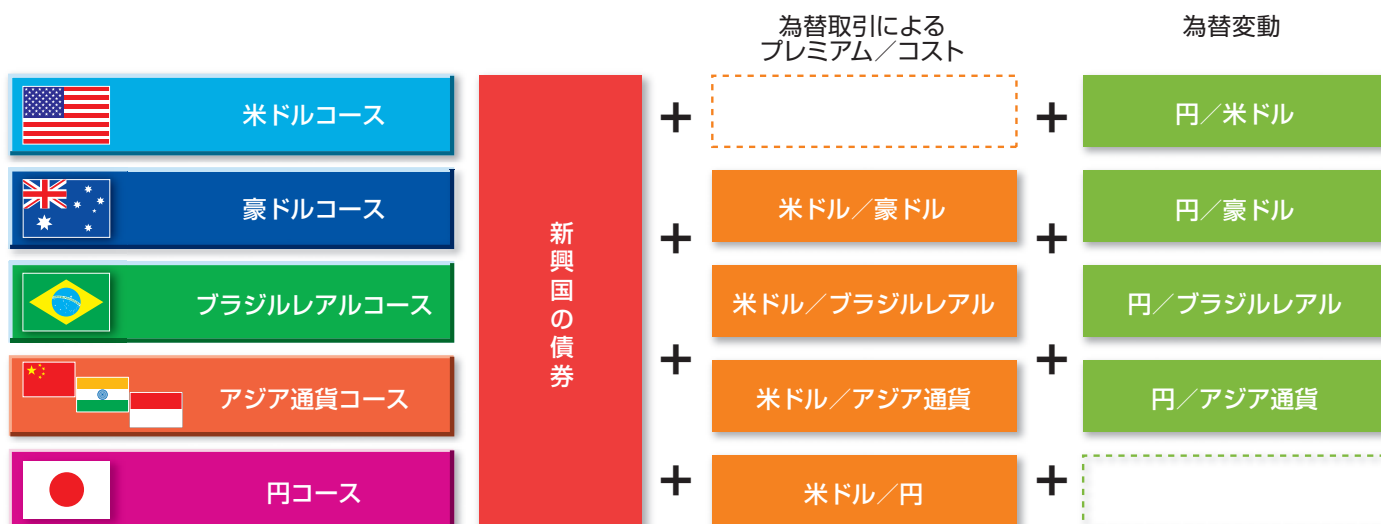 為替取引による
プレミアム／コスト
為替変動
米ドルコース
新興国の債券
+
+
円／米ドル
豪ドルコース
+
米ドル／豪ドル
+
円／豪ドル
ブラジルレアルコース
米ドル／ブラジルレアル
円／ブラジルレアル
アジア通貨コース
+
米ドル／アジア通貨
+
円／アジア通貨
円コース
+
米ドル／円
+